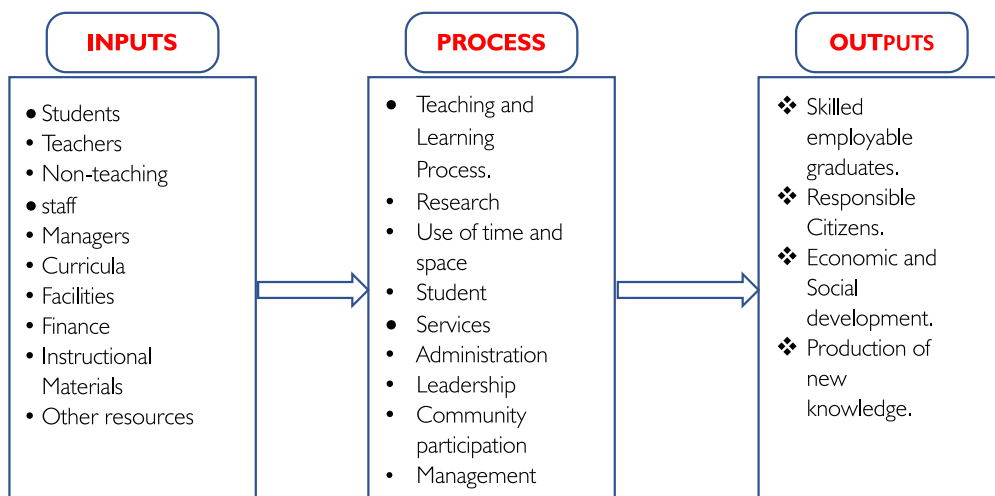 INPUTS
• Students
• Teachers
• Non-teaching
• staff
• Managers
• Curricula
• Facilities
• Finance
• Instructional
Materials
• Other resources
PROCESS
• Teaching and
Learning
Process.
• Research
• Use of time and
space
• Student
• Services
• Administration
• Leadership
• Community
participation
• Management
OUTPUTS
❖ Skilled
employable
graduates.
❖ Responsible
Citizens.
❖ Economic and
Social
development.
❖ Production of
new
knowledge.